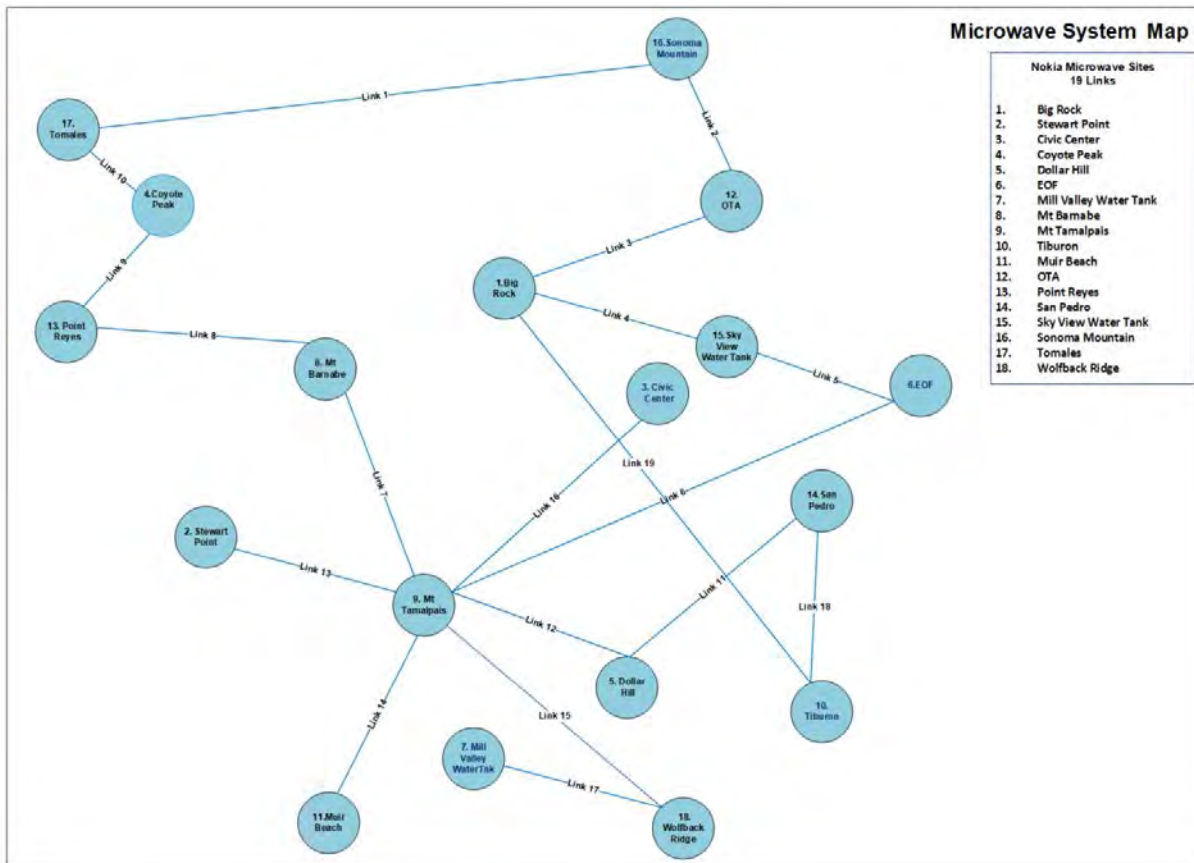 Microwave System Map
Nokia Microwave Sites
19 Links
1. Big Rock
2. Stewart Point
3. Civic Center
4. Coyote Peak
5. Dollar Hill
6. EOF
7. Mill Valley Water Tank
8. Mt Barnabe
9. Mt Tamalpais
10. Tiburon
11. Muir Beach
12. OTA
13. Point Reyes
14. San Pedro
15. Sky View Water Tank
16. Sonoma Mountain
17. Tomales
18. Wolfback Ridge
16.Sonoma
Mountain
Link 1
17.
Tomales
Link 2
Link 10
4.Coyote
Peak
12.
OTA
Link 3
Link 9
1.Big
Rock
Link 4
13. Point
Reyes
Link 8
15. Sky
View
Water Tank
8. Mt
Barnabe
Link 5
6.EOF
3. Civic
Center
Link 19
Link 7
Link 16
Link 6
14. San
Pedro
2. Stewart
Point
Link 13
Link 11
9. Mt
Tamalpais
Link 18
Link 12
5. Dollar
Hill
Link 14
Link 15
10.
Tiburon
7. Mill
Valley
WaterTnk
Link 17
11.Muir
Beach
18.
Wolfback
Ridge